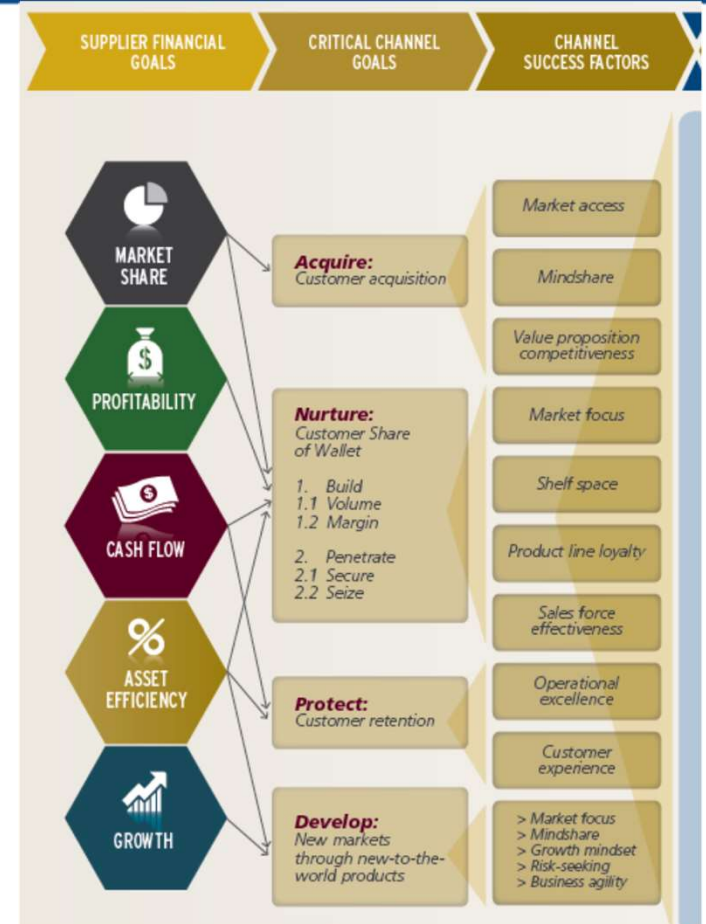 SUPPLIER FINANCIAL
GOALS
CRITICAL CHANNEL
GOALS
CHANNEL
SUCCESS FACTORS
MARKET
SHARE
PROFITABILITY
$
CASH FLOW
$
%
ASSET
EFFICIENCY
GROWTH
Acquire:
Customer acquisition
Nurture:
Customer Share
of Wallet
1. Build
1.1 Volume
1.2 Margin
2. Penetrate
2.1 Secure
2.2 Seize
Protect:
Customer retention
Develop:
New markets
through new-to-the-
world products
Market access
Mindshare
Value proposition
competitiveness
Market focus
Shelf space
Product line loyalty
Sales force
effectiveness
Operational
excellence
Customer
experience
> Market focus
> Mindshare
> Growth mindset
> Risk-seeking
> Business agility